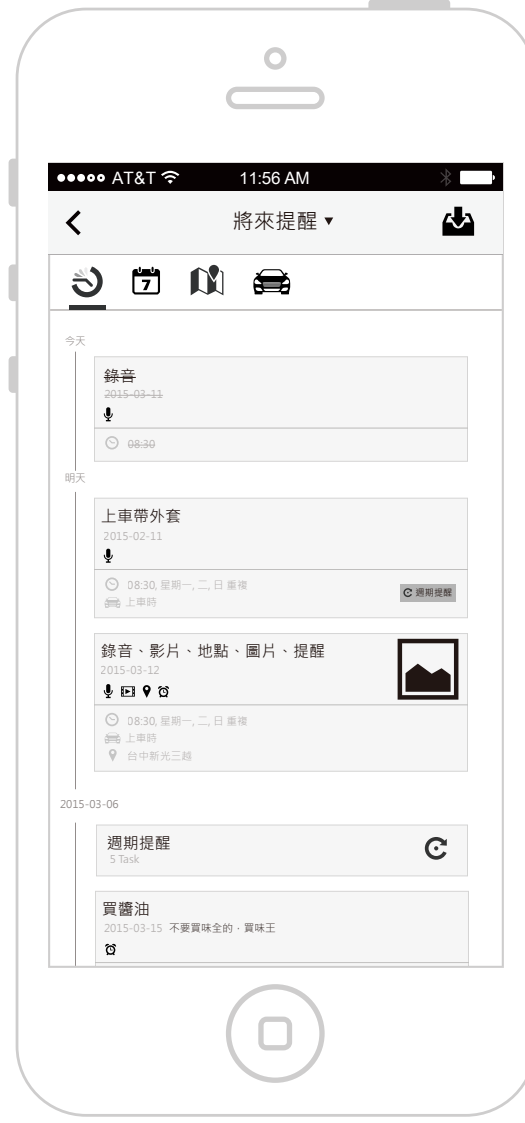 AT&T 11:56 AM
將來提醒
7
今天
錄音
2015-03-11
08:30
明天
上車帶外套
2015-02-11
08:30, 星期一, 二, 日 重複
週期提醒
上車時
錄音、影片、地點、圖片、提醒
2015-03-12
08:30, 星期一, 二, 日 重複
上車時
台中新光三越
2015-03-06
週期提醒
5 Task
買醬油
2015-03-15 不要買味全的．買味王